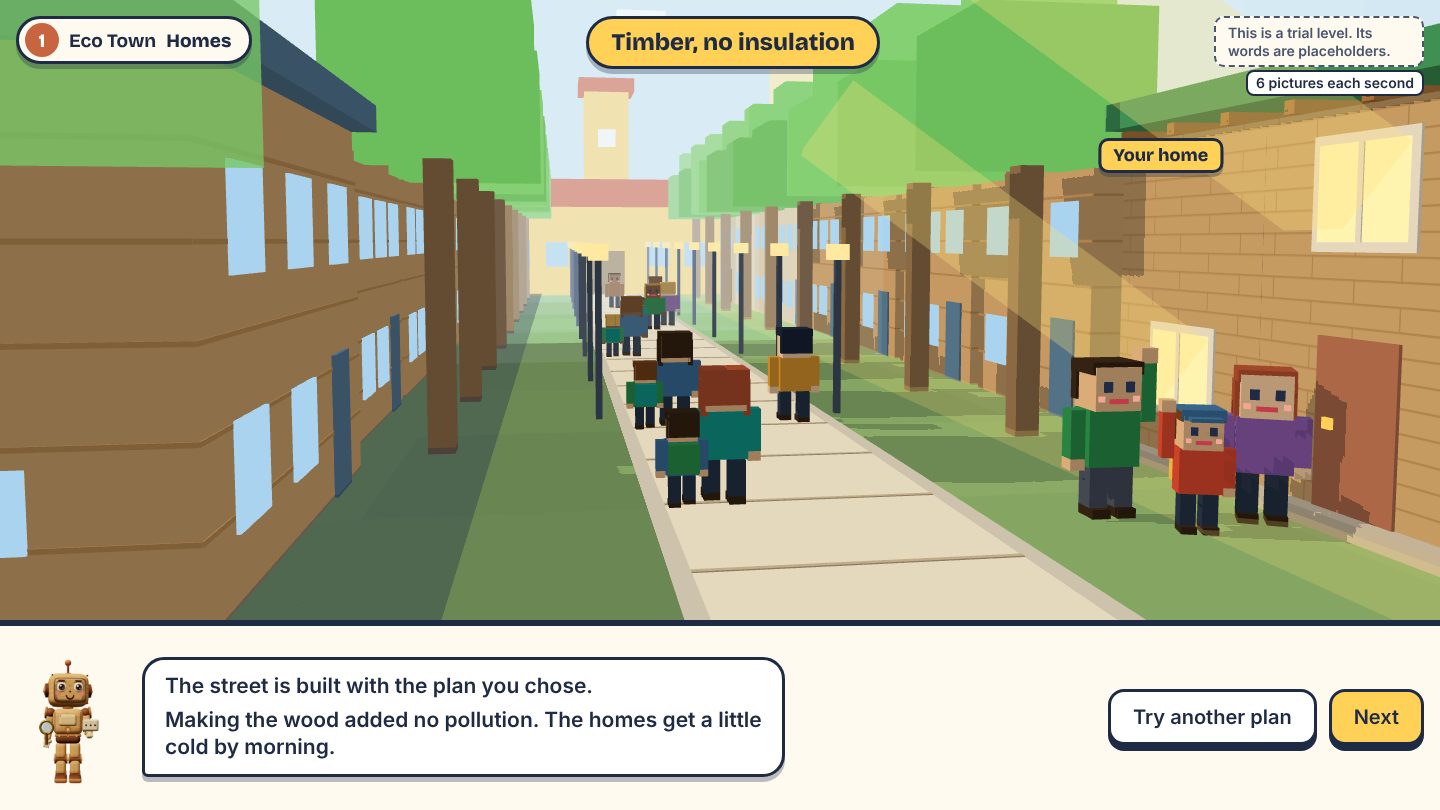 1 Eco Town Homes
Timber, no insulation
This is a trial level. Its
words are placeholders.
6 pictures each second
Your home
The street is built with the plan you chose.
Making the wood added no pollution. The homes get a little
cold by morning.
Try another plan
Next